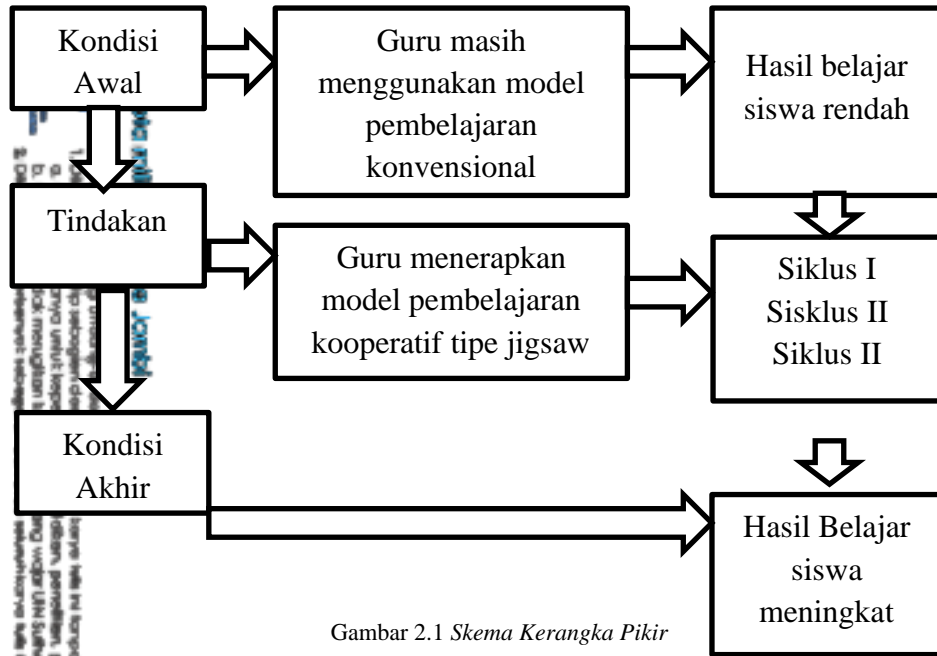 Kondisi
Awal
Guru masih
menggunakan model
pembelajaran
konvensional
Hasil belajar
siswa rendah
Tindakan
Guru menerapkan
model pembelajaran
kooperatif tipe jigsaw
Siklus I
Sisklus II
Siklus II
Kondisi
Akhir
Hasil Belajar
siswa
meningkat
Gambar 2.1 Skema Kerangka Pikir